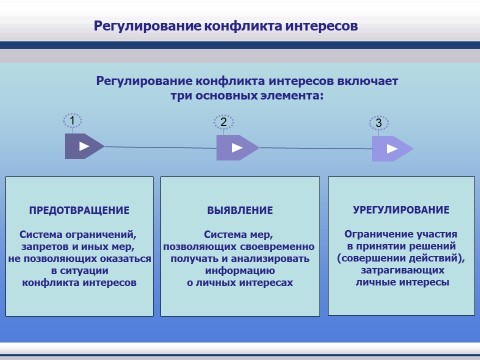 Регулирование конфликта интересов
Регулирование конфликта интересов включает
три основных элемента:
1
2
3
ПРЕДОТВРАЩЕНИЕ
Система ограничений,
запретов и иных мер,
не позволяющих оказаться
в ситуации
конфликта интересов
ВЫЯВЛЕНИЕ
Система мер,
позволяющих своевременно
получать и анализировать
информацию
о личных интересах
УРЕГУЛИРОВАНИЕ
Ограничение участия
в принятии решений
(совершении действий),
затрагивающих
личные интересы